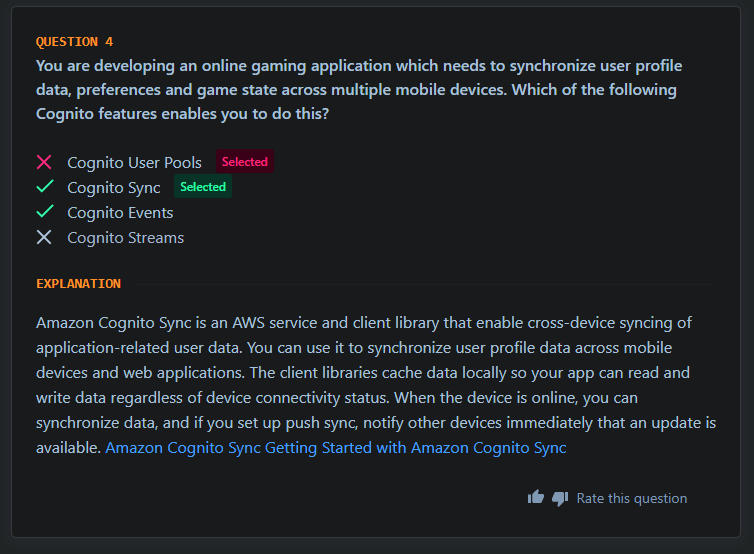 QUESTION 4
You are developing an online gaming application which needs to synchronize user profile
data, preferences and game state across multiple mobile devices. Which of the following
Cognito features enables you to do this?
Cognito User Pools Selected
Cognito Sync Selected
Cognito Events
Cognito Streams
EXPLANATION
Amazon Cognito Sync is an AWS service and client library that enable cross-device syncing of
application-related user data. You can use it to synchronize user profile data across mobile
devices and web applications. The client libraries cache data locally so your app can read and
write data regardless of device connectivity status. When the device is online, you can
synchronize data, and if you set up push sync, notify other devices immediately that an update is
available. Amazon Cognito Sync Getting Started with Amazon Cognito Sync
Rate this question